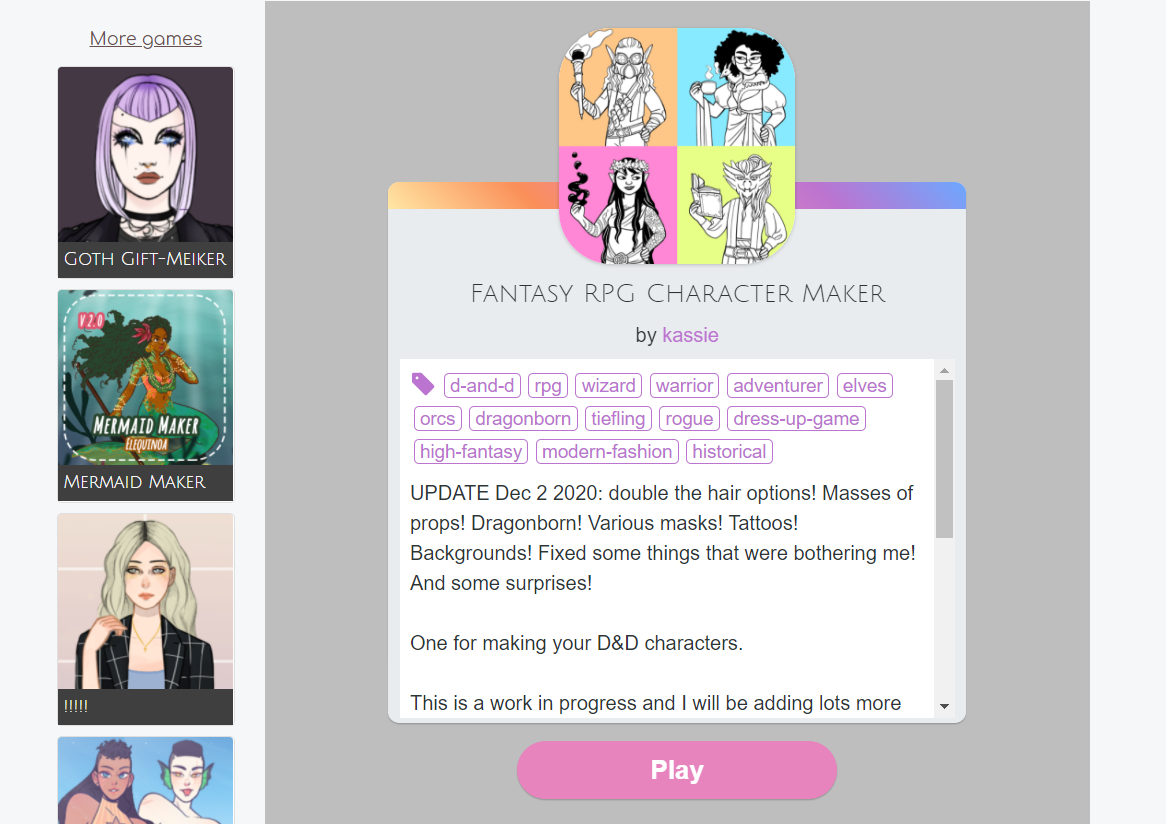 More games
GOTH GIFT-MEIKER
V 2.0
MERMAID MAKER
ELEQUINOA
MERMAID MAKER
!!!!!
FANTASY RPG CHARACTER MAKER
by kassie
d-and-d rpg wizard warrior adventurer elves
orcs dragonborn tiefling rogue dress-up-game
high-fantasy modern-fashion historical
UPDATE Dec 2 2020: double the hair options! Masses of
props! Dragonborn! Various masks! Tattoos!
Backgrounds! Fixed some things that were bothering me!
And some surprises!
One for making your D&D characters.
This is a work in progress and I will be adding lots more
Play